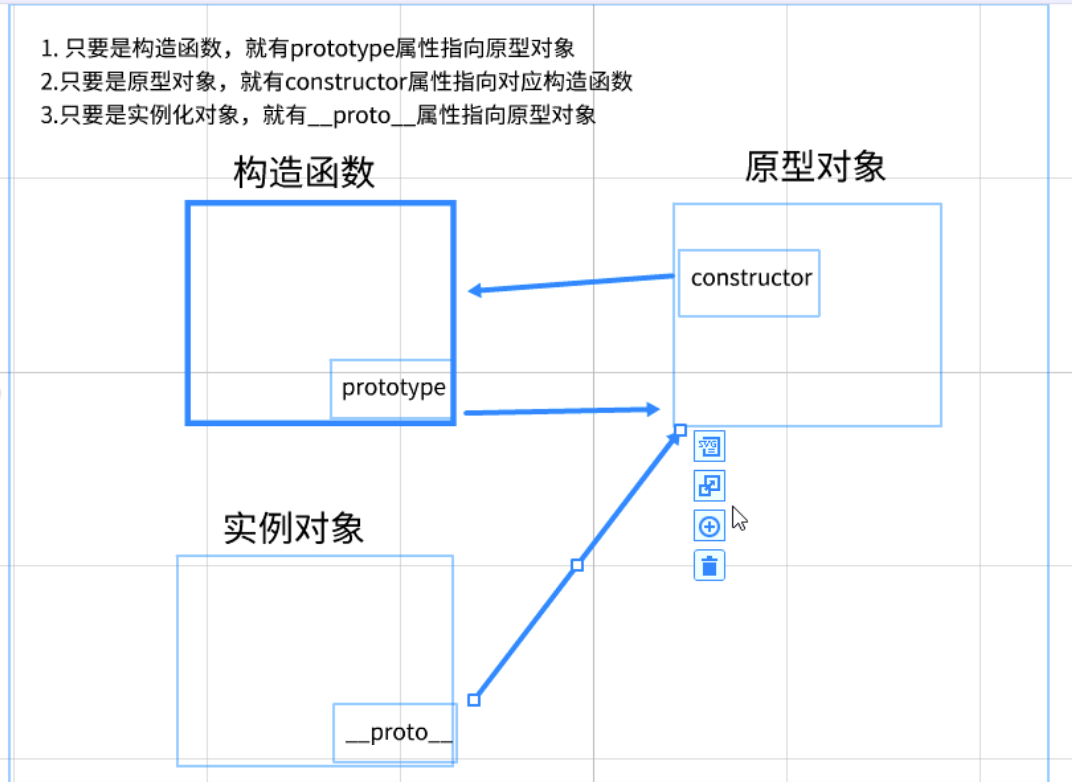 1. 只要是构造函数，就有prototype属性指向原型对象
2.只要是原型对象，就有constructor属性指向对应构造函数
3.只要是实例化对象，就有__proto__属性指向原型对象
构造函数
原型对象
constructor
prototype
SVG
实例对象
__proto__